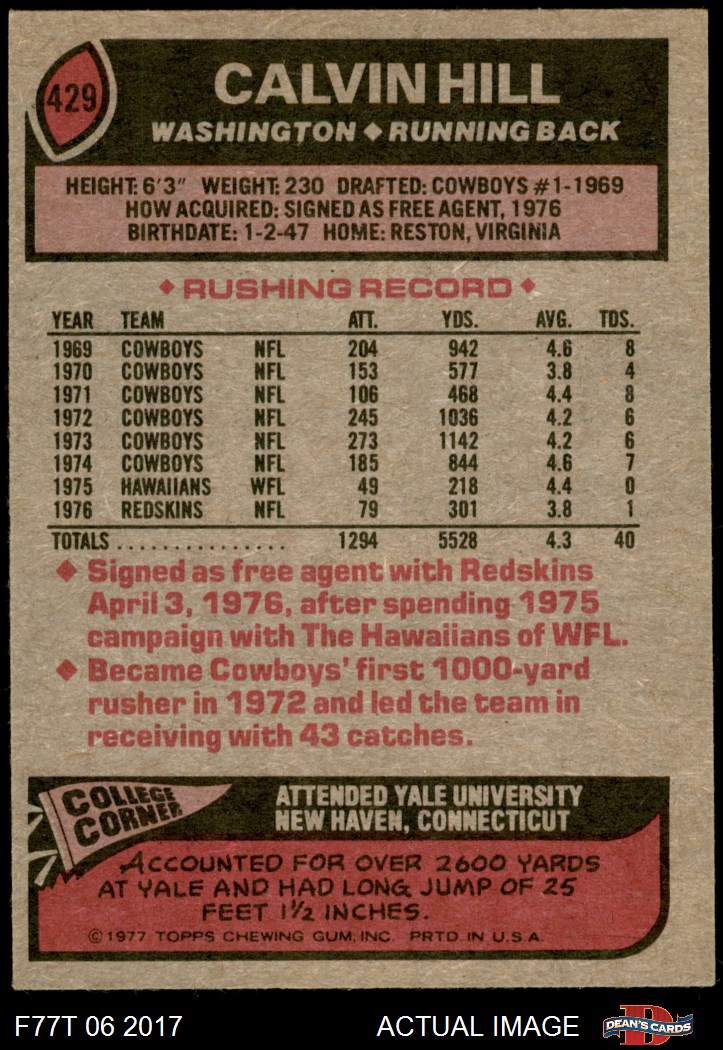 429
CALVIN HILL
WASHINGTON ◆ RUNNING BACK
HEIGHT: 6'3" WEIGHT: 230 DRAFTED: COWBOYS #1-1969
HOW ACQUIRED: SIGNED AS FREE AGENT, 1976
BIRTHDATE: 1-2-47 HOME: RESTON, VIRGINIA
◆ RUSHING RECORD ◆
YEAR TEAM ATT. YDS. AVG. TDS.
1969 COWBOYS NFL 204 942 4.6 8
1970 COWBOYS NFL 153 577 3.8 4
1971 COWBOYS NFL 106 468 4.4 8
1972 COWBOYS NFL 245 1036 4.2 6
1973 COWBOYS NFL 273 1142 4.2 6
1974 COWBOYS NFL 185 844 4.6 7
1975 HAWAIIANS WFL 49 218 4.4 0
1976 REDSKINS NFL 79 301 3.8 1
TOTALS ............... 1294 5528 4.3 40
◆ Signed as free agent with Redskins
April 3, 1976, after spending 1975
campaign with The Hawaiians of WFL.
◆ Became Cowboys' first 1000-yard
rusher in 1972 and led the team in
receiving with 43 catches.
COLLEGE
CORNER
ATTENDED YALE UNIVERSITY
NEW HAVEN, CONNECTICUT
ACCOUNTED FOR OVER 2600 YARDS
AT YALE AND HAD LONG JUMP OF 25
FEET 1½ INCHES.
©1977 TOPPS CHEWING GUM, INC. PRTD. IN U.S.A.
F77T 06 2017 ACTUAL IMAGE
D
DEAN'S CARDS